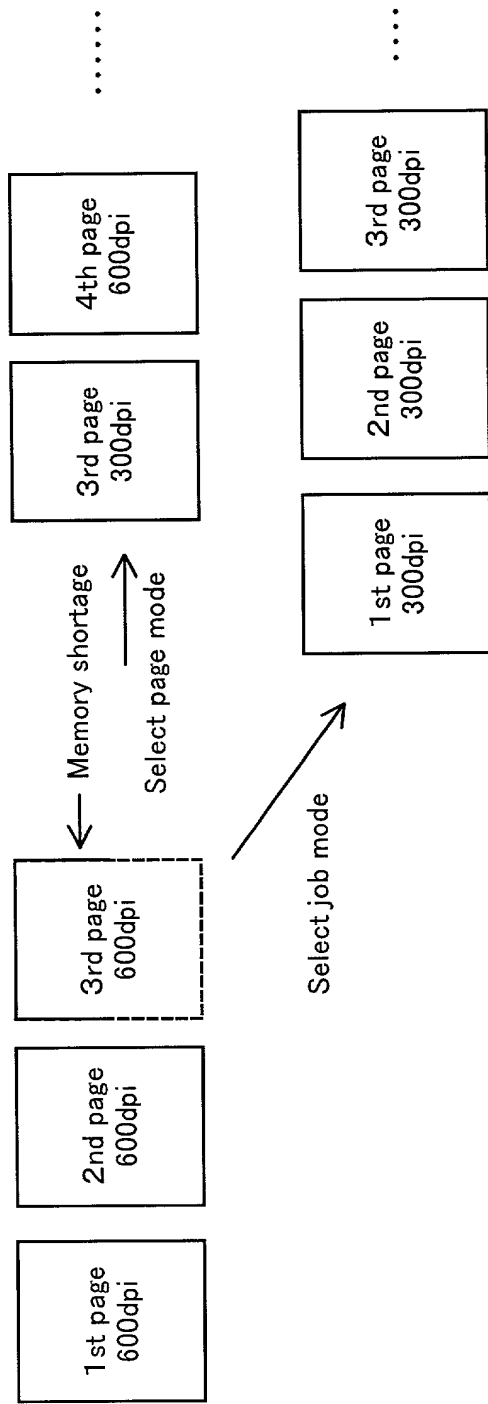 1st page
600dpi
2nd page
600dpi
3rd page
600dpi
Memory shortage
Select page mode
3rd page
300dpi
4th page
600dpi
......
Select job mode
1st page
300dpi
2nd page
300dpi
3rd page
300dpi
....